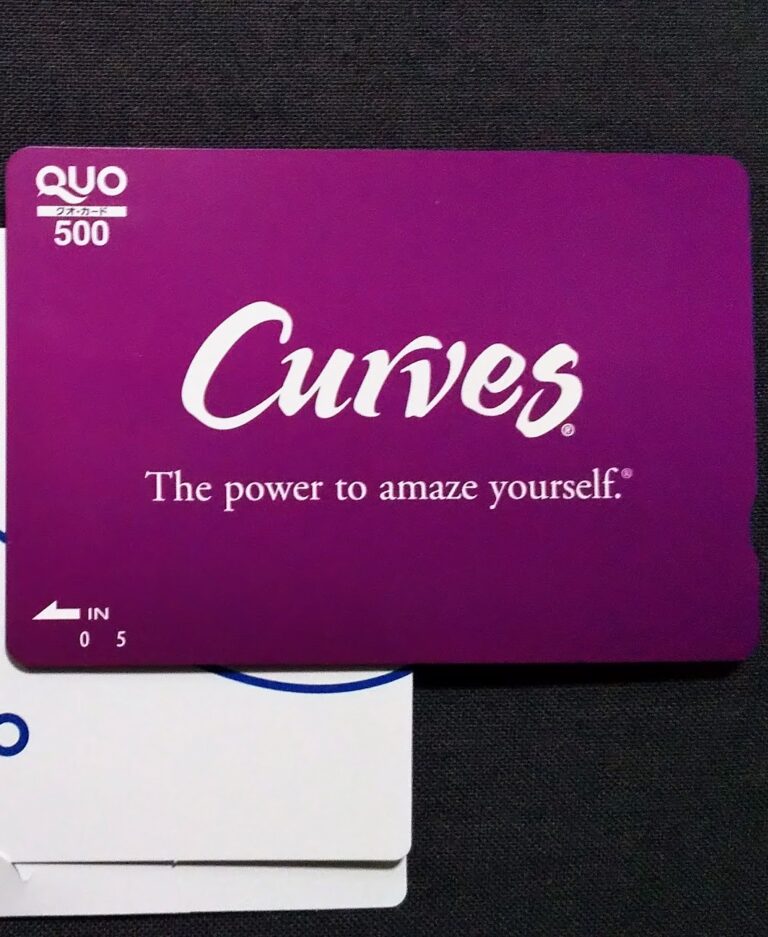 QUO
クオ・カード
500
Curves®
The power to amaze yourself.®
IN
0 5